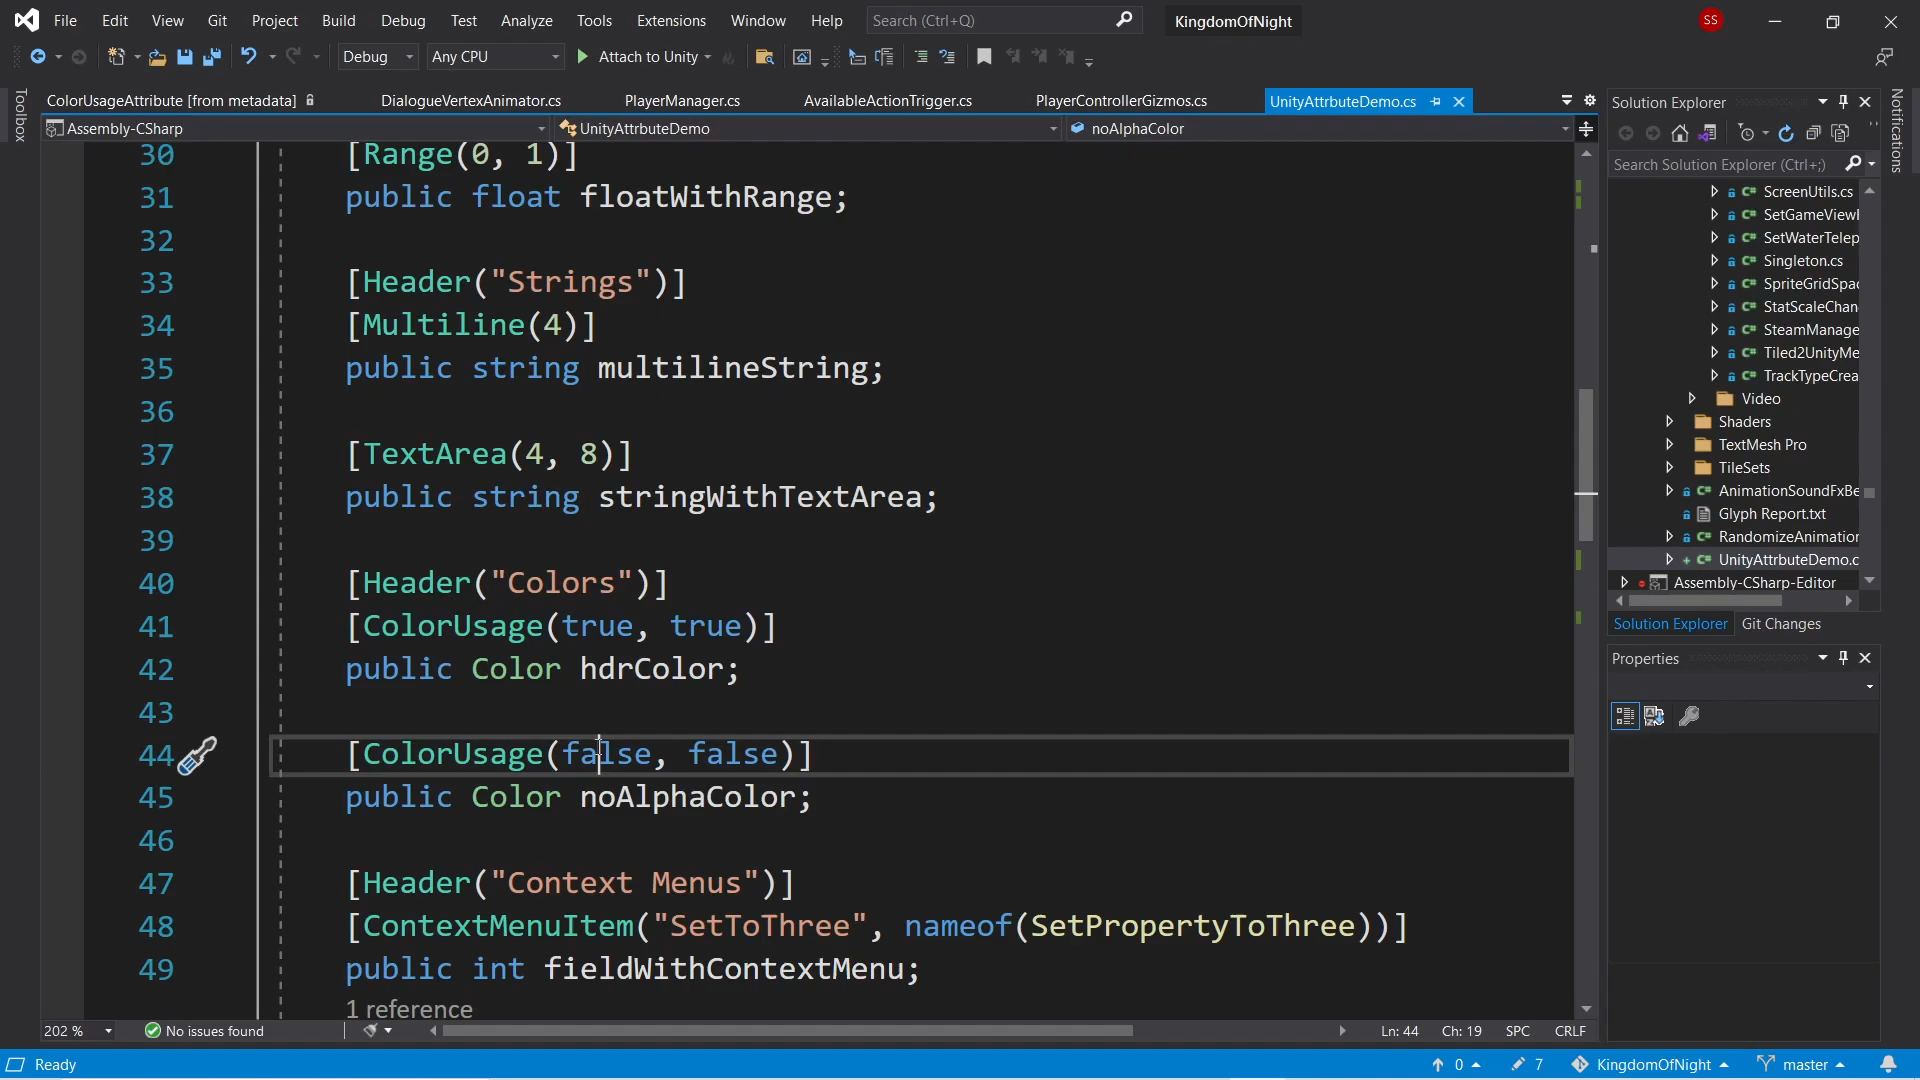 File Edit View Git Project Build Debug Test Analyze Tools Extensions Window Help Search (Ctrl+Q) KingdomOfNight SS
Debug Any CPU Attach to Unity
Toolbox
ColorUsageAttribute [from metadata] DialogueVertexAnimator.cs PlayerManager.cs AvailableActionTrigger.cs PlayerControllerGizmos.cs UnityAttrbuteDemo.cs
Assembly-CSharp UnityAttrbuteDemo noAlphaColor
30 [Range(0, 1)]
31 public float floatWithRange;
32
33 [Header("Strings")]
34 [Multiline(4)]
35 public string multilineString;
36
37 [TextArea(4, 8)]
38 public string stringWithTextArea;
39
40 [Header("Colors")]
41 [ColorUsage(true, true)]
42 public Color hdrColor;
43
44 [ColorUsage(false, false)]
45 public Color noAlphaColor;
46
47 [Header("Context Menus")]
48 [ContextMenuItem("SetToThree", nameof(SetPropertyToThree))]
49 public int fieldWithContextMenu;
1 reference
202 % No issues found Ln: 44 Ch: 19 SPC CRLF
Solution Explorer
Search Solution Explorer (Ctrl+;)
C# ScreenUtils.cs
C# SetGameViewR
C# SetWaterTelep
C# Singleton.cs
C# SpriteGridSpac
C# StatScaleChan
C# SteamManage
C# Tiled2UnityMe
C# TrackTypeCrea
Video
Shaders
TextMesh Pro
TileSets
C# AnimationSoundFxBe
Glyph Report.txt
C# RandomizeAnimation
C# UnityAttrbuteDemo.c
Assembly-CSharp-Editor
Solution Explorer Git Changes
Properties
Notifications
Ready 0 7 KingdomOfNight master